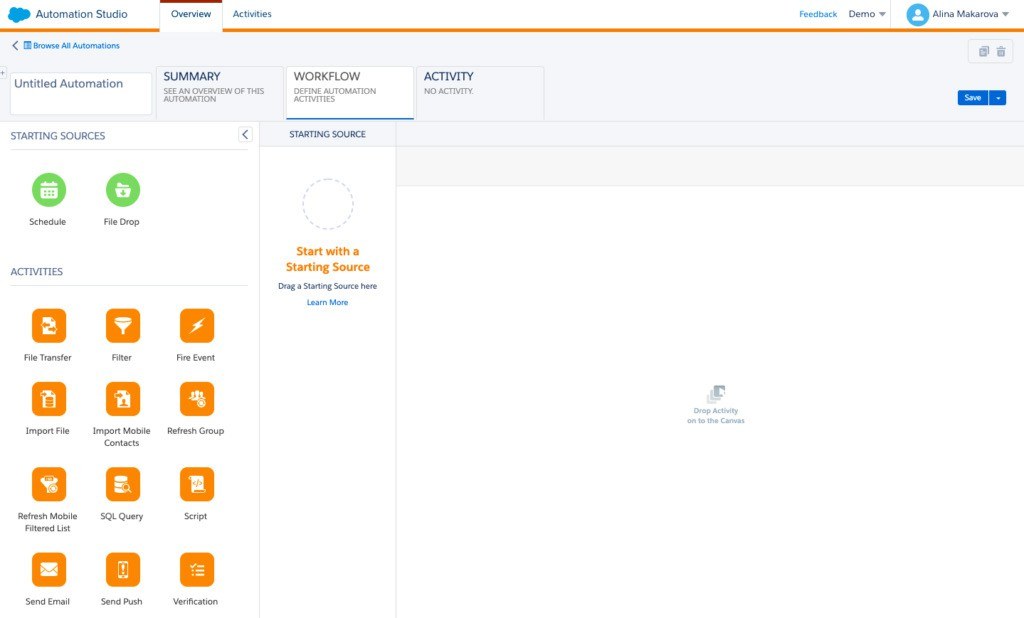 Automation Studio
Overview
Activities
Feedback
Demo
Alina Makarova
Browse All Automations
Untitled Automation
SUMMARY
SEE AN OVERVIEW OF THIS
AUTOMATION
WORKFLOW
DEFINE AUTOMATION
ACTIVITIES
ACTIVITY
NO ACTIVITY.
Save
STARTING SOURCES
Schedule
File Drop
ACTIVITIES
File Transfer
Filter
Fire Event
Import File
Import Mobile
Contacts
Refresh Group
Refresh Mobile
Filtered List
SQL Query
Script
Send Email
Send Push
Verification
STARTING SOURCE
Start with a
Starting Source
Drag a Starting Source here
Learn More
Drop Activity
on to the Canvas